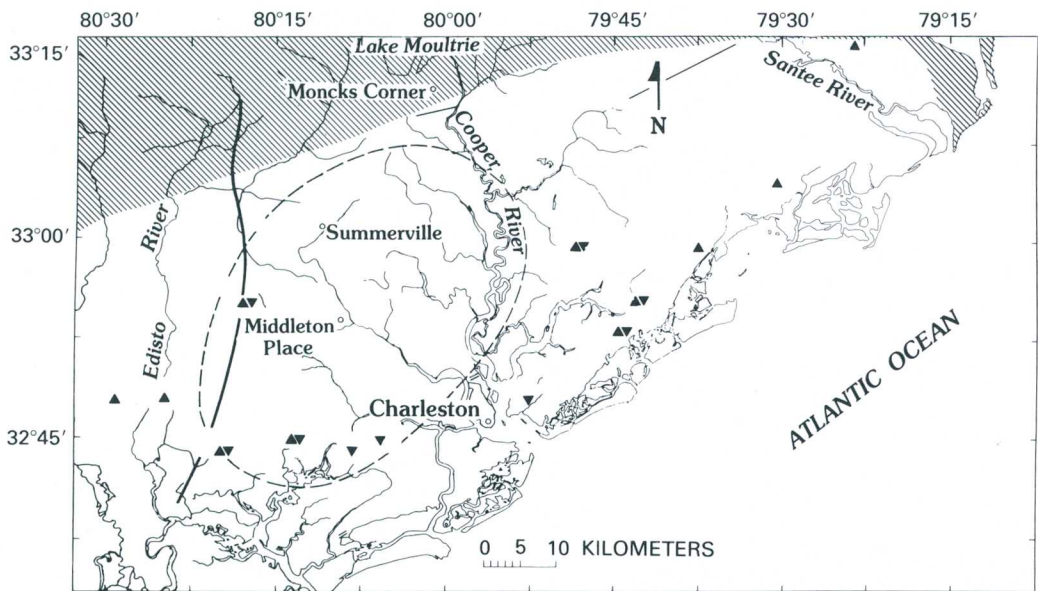 80°30′ 80°15′ 80°00′ 79°45′ 79°30′ 79°15′
33°15′
Lake Moultrie
Moncks Corner
Santee River
N
Cooper
River
33°00′
River
Summerville
Middleton
Place
Edisto
ATLANTIC OCEAN
Charleston
32°45′
0 5 10 KILOMETERS